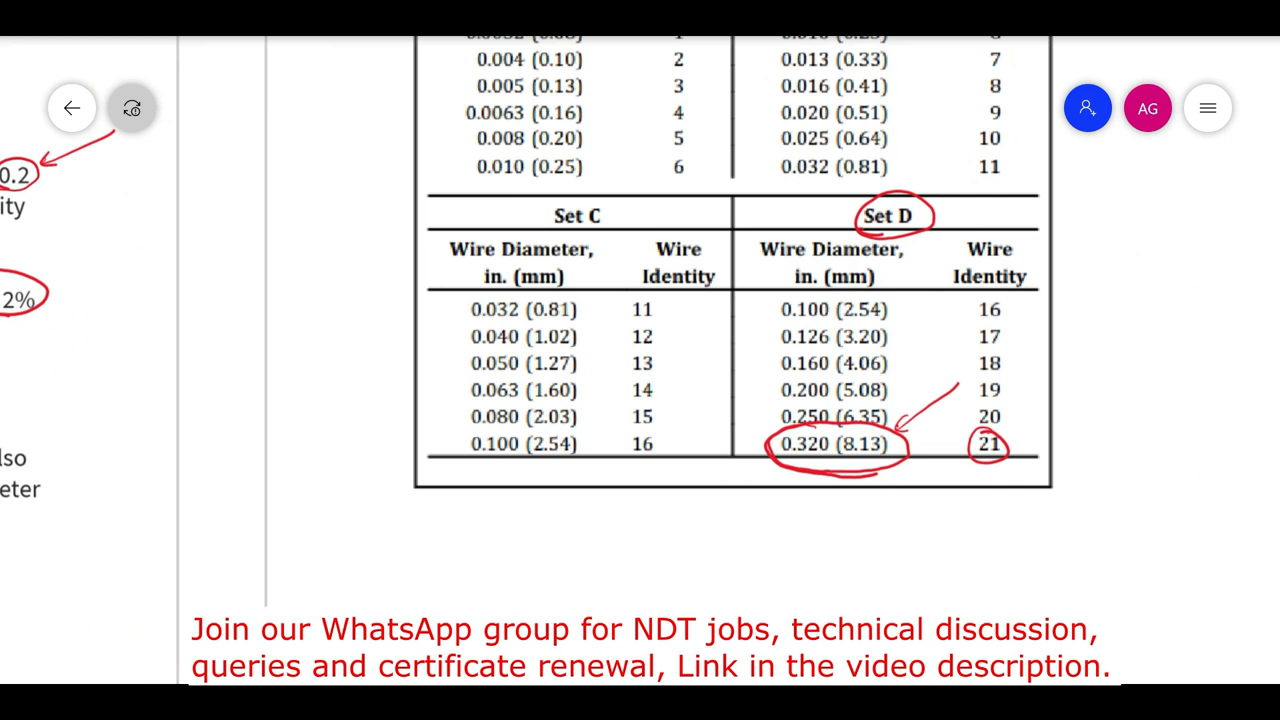 0.004 (0.10) 2 0.013 (0.33) 7
0.005 (0.13) 3 0.016 (0.41) 8
AG
0.0063 (0.16) 4 0.020 (0.51) 9
0.008 (0.20) 5 0.025 (0.64) 10
0.010 (0.25) 6 0.032 (0.81) 11
0.2
ity
Set C Set D
Wire Diameter, Wire Wire Diameter, Wire
in. (mm) Identity in. (mm) Identity
2%
0.032 (0.81) 11 0.100 (2.54) 16
0.040 (1.02) 12 0.126 (3.20) 17
0.050 (1.27) 13 0.160 (4.06) 18
0.063 (1.60) 14 0.200 (5.08) 19
0.080 (2.03) 15 0.250 (6.35) 20
0.100 (2.54) 16 0.320 (8.13) 21
lso
eter
Join our WhatsApp group for NDT jobs, technical discussion,
queries and certificate renewal, Link in the video description.